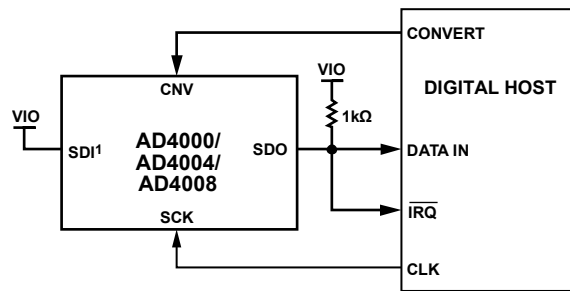 CONVERT
VIO
DIGITAL HOST
CNV
1kΩ
VIO
AD4000/
AD4004/
AD4008
SDI¹
SDO
DATA IN
SCK
IRQ
CLK